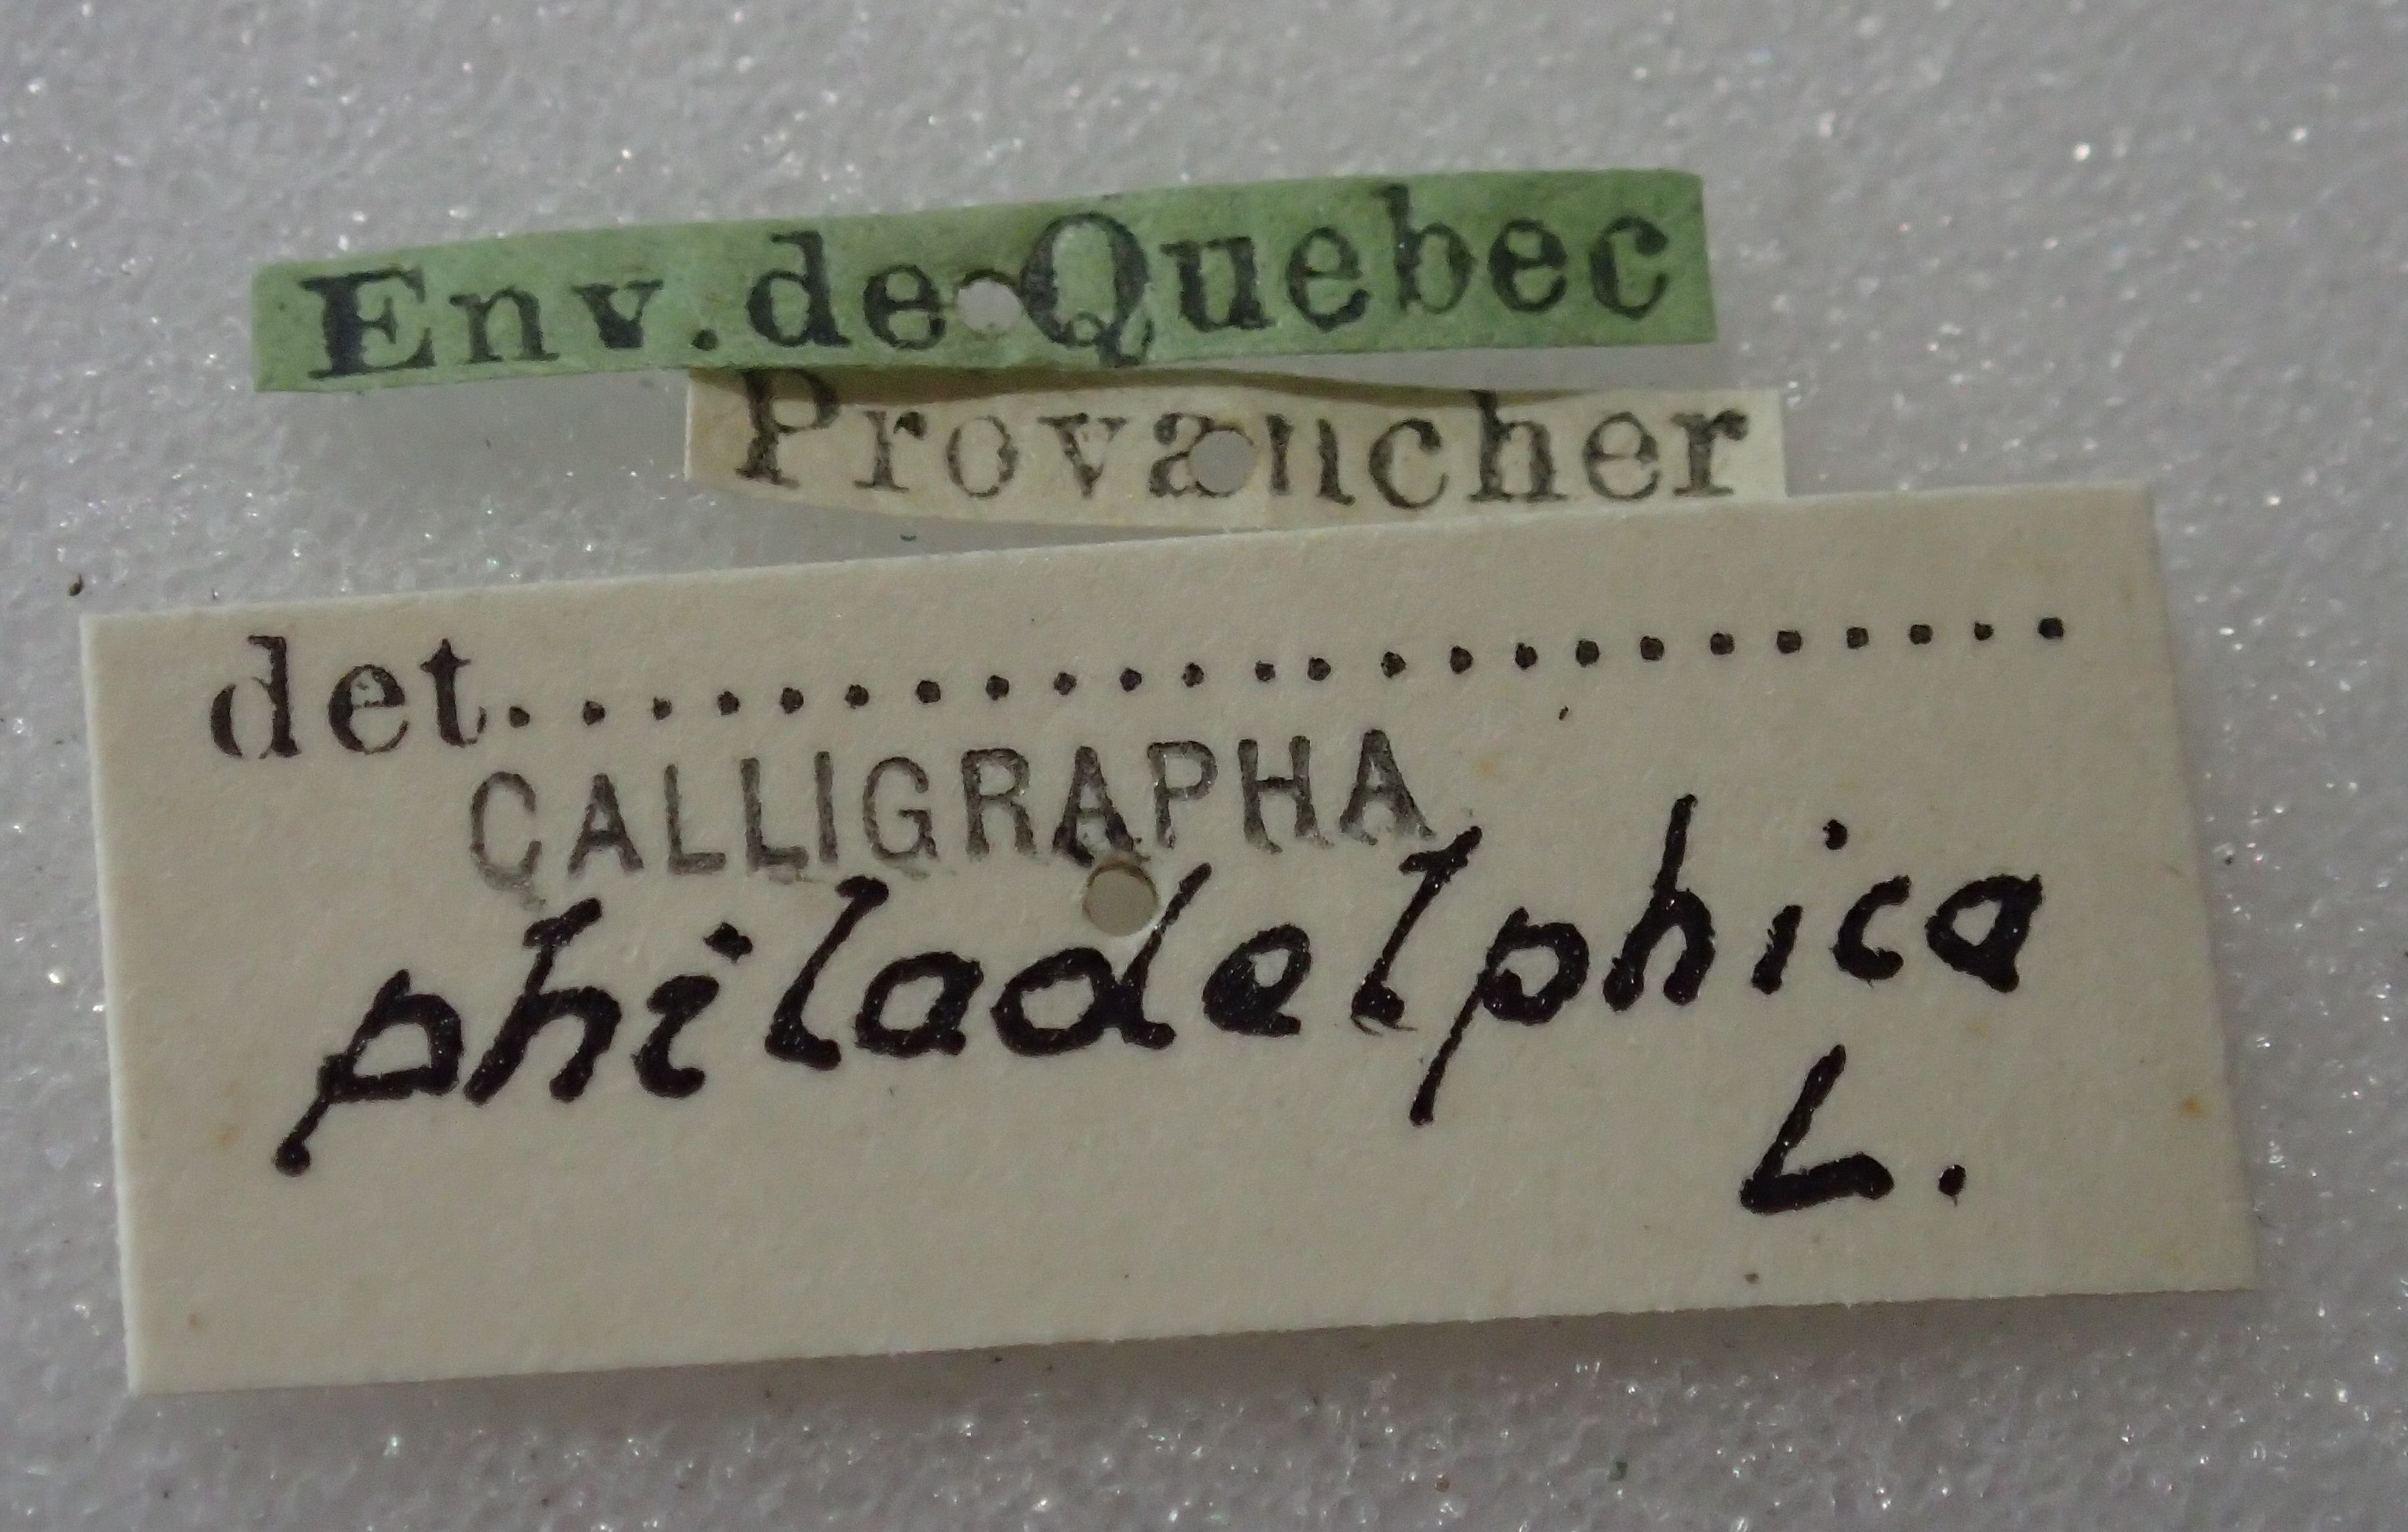 Env. de Quebec
Provancher
det..........................
CALLIGRAPHA
philadelphica
L.